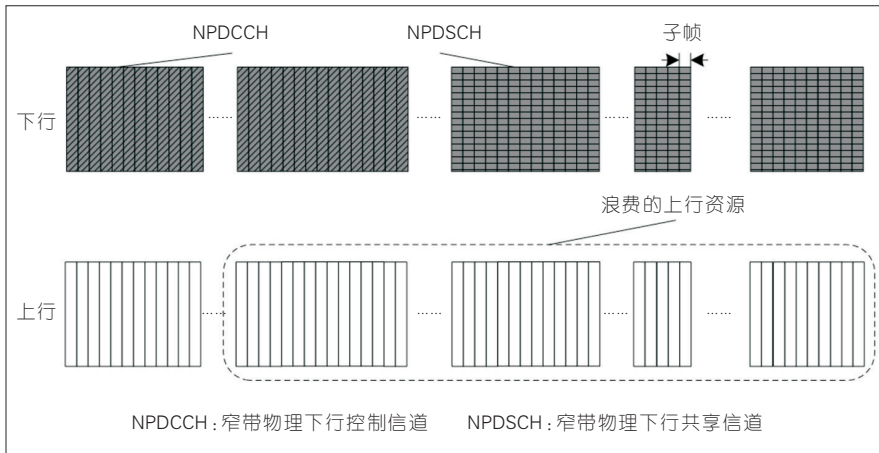 NPDCCH NPDSCH 子帧
下行 ...... ...... ...... ......
浪费的上行资源
上行 ...... ...... ...... ......
NPDCCH：窄带物理下行控制信道 NPDSCH：窄带物理下行共享信道